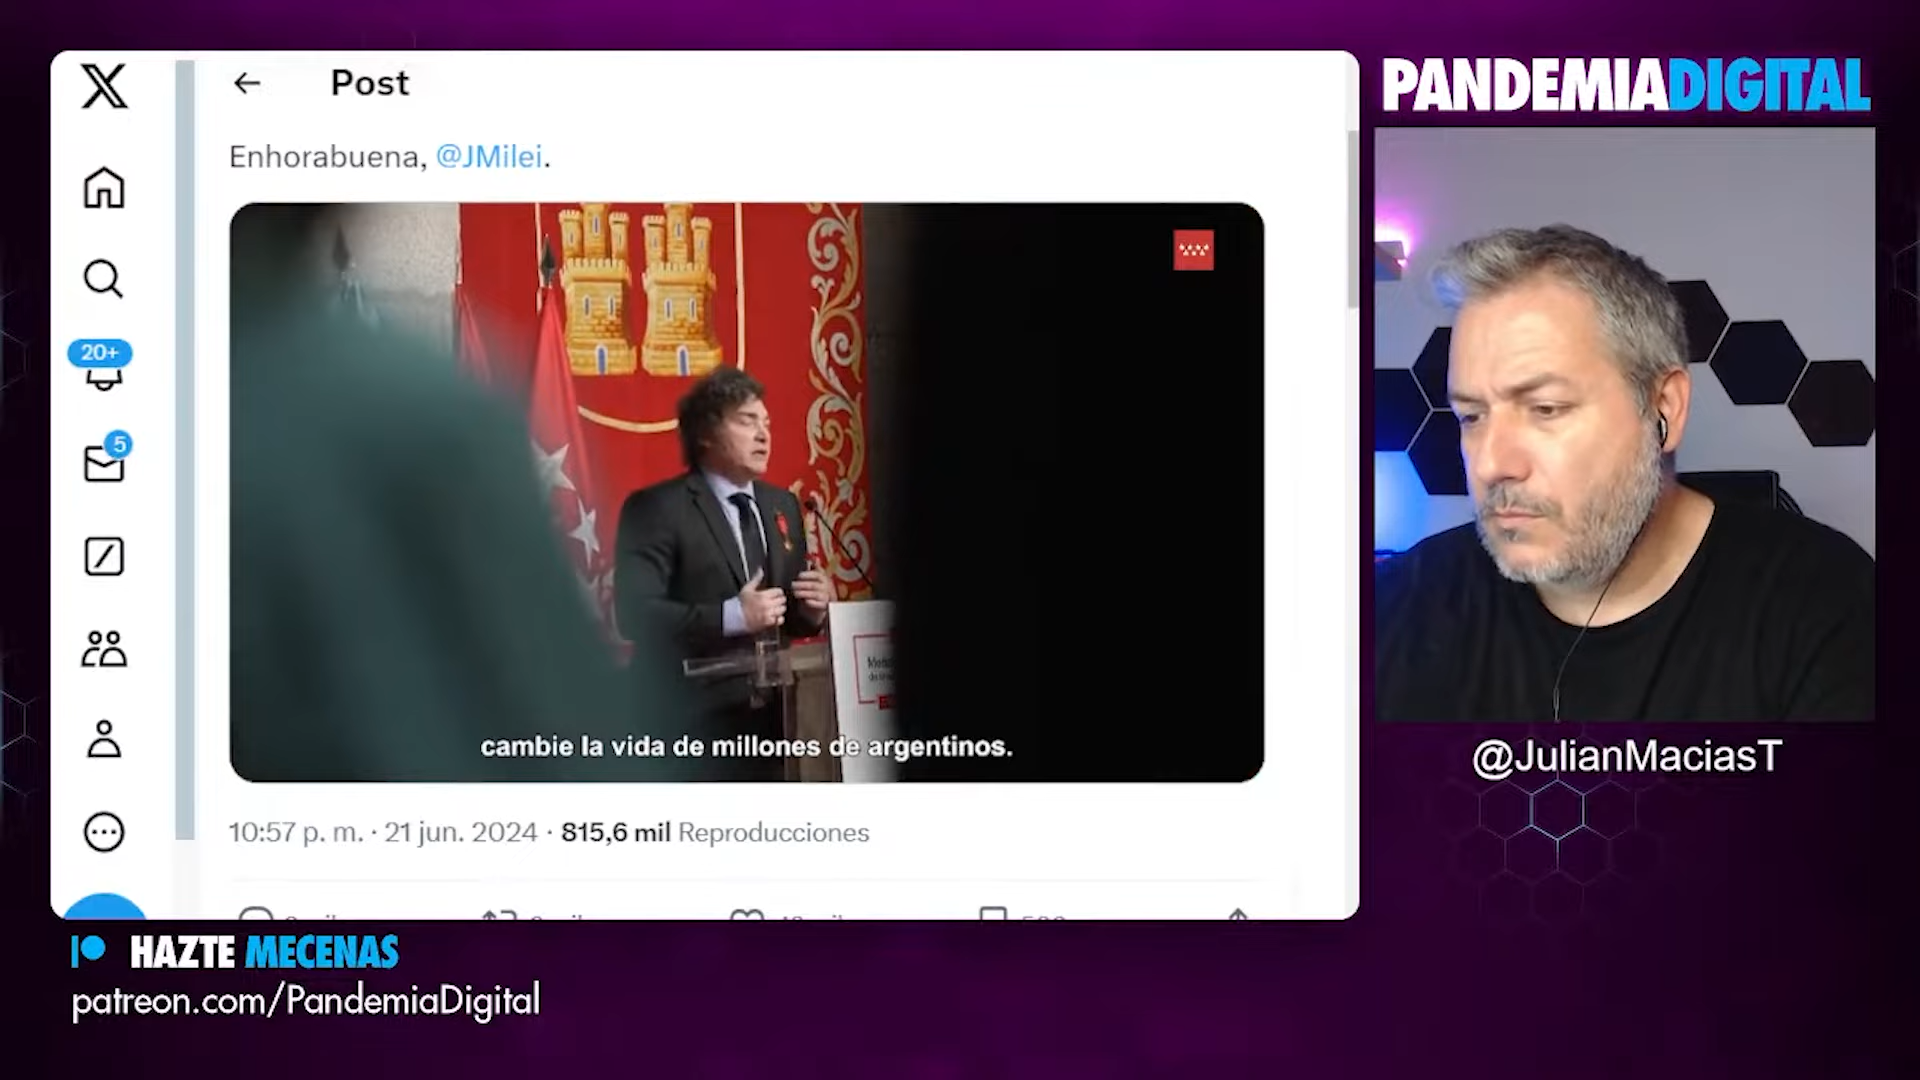 Post
Enhorabuena, @JMilei.
cambie la vida de millones de argentinos.
10:57 p. m. · 21 jun. 2024 · 815,6 mil Reproducciones
20+
5
PANDEMIADIGITAL
@JulianMaciasT
HAZTE MECENAS
patreon.com/PandemiaDigital